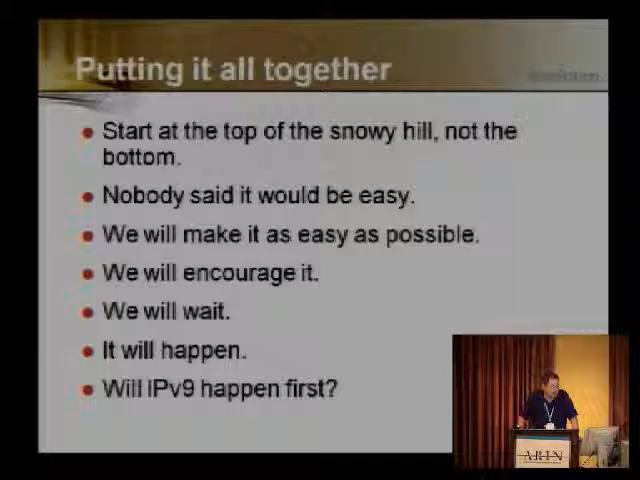 Putting it all together
Start at the top of the snowy hill, not the
bottom.
Nobody said it would be easy.
We will make it as easy as possible.
We will encourage it.
We will wait.
It will happen.
Will IPv9 happen first?
ARIN